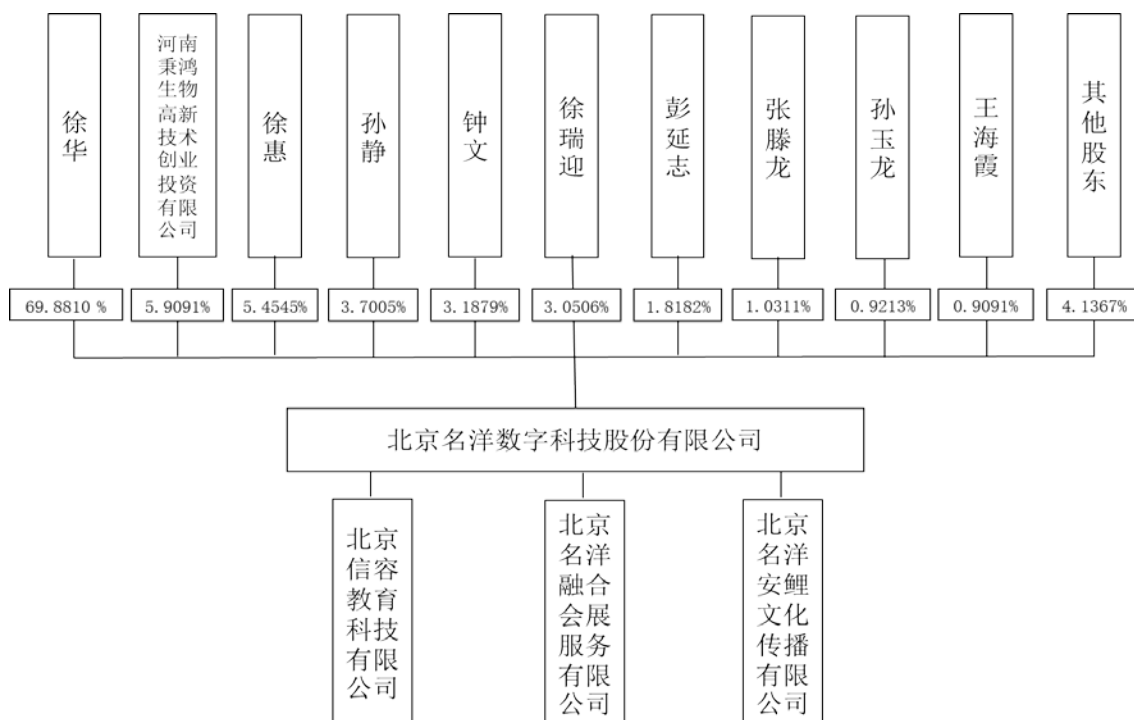 徐华
河南
秉鸿
生物
高新
技术
创业
投资
有限
公司
徐惠
孙静
钟文
徐瑞迎
彭延志
张滕龙
孙玉龙
王海霞
其他股东
69.8810 %
5.9091%
5.4545%
3.7005%
3.1879%
3.0506%
1.8182%
1.0311%
0.9213%
0.9091%
4.1367%
北京名洋数字科技股份有限公司
北京
信容
教育
科技
有限
公司
北京
名洋
融合
会展
服务
有限
公司
北京
名洋
安鲤
文化
传播
有限
公司